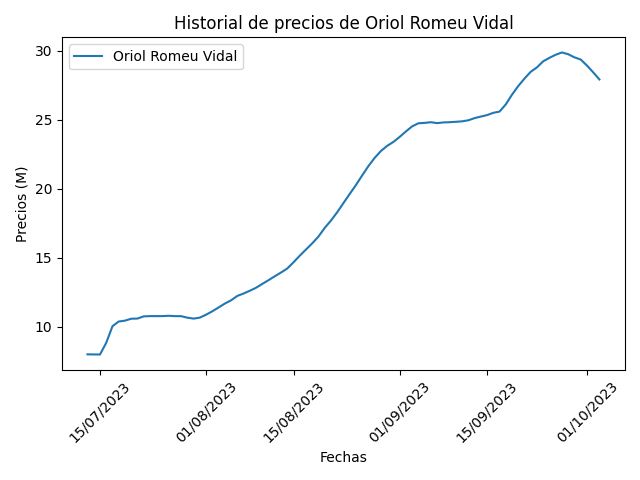 Historial de precios de Oriol Romeu Vidal
Oriol Romeu Vidal
Precios (M)
30
25
20
15
10
15/07/2023
01/08/2023
15/08/2023
01/09/2023
15/09/2023
01/10/2023
Fechas